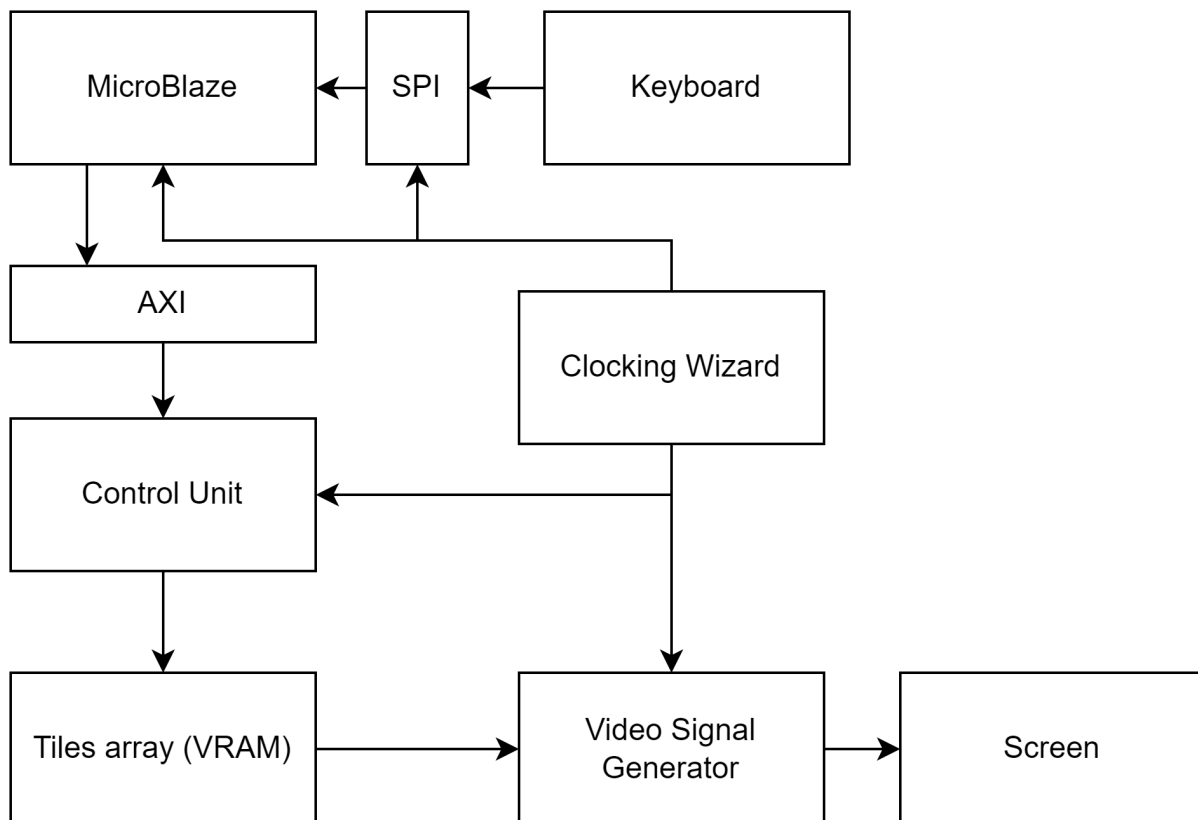 MicroBlaze
SPI
Keyboard
AXI
Clocking Wizard
Control Unit
Tiles array (VRAM)
Video Signal
Generator
Screen